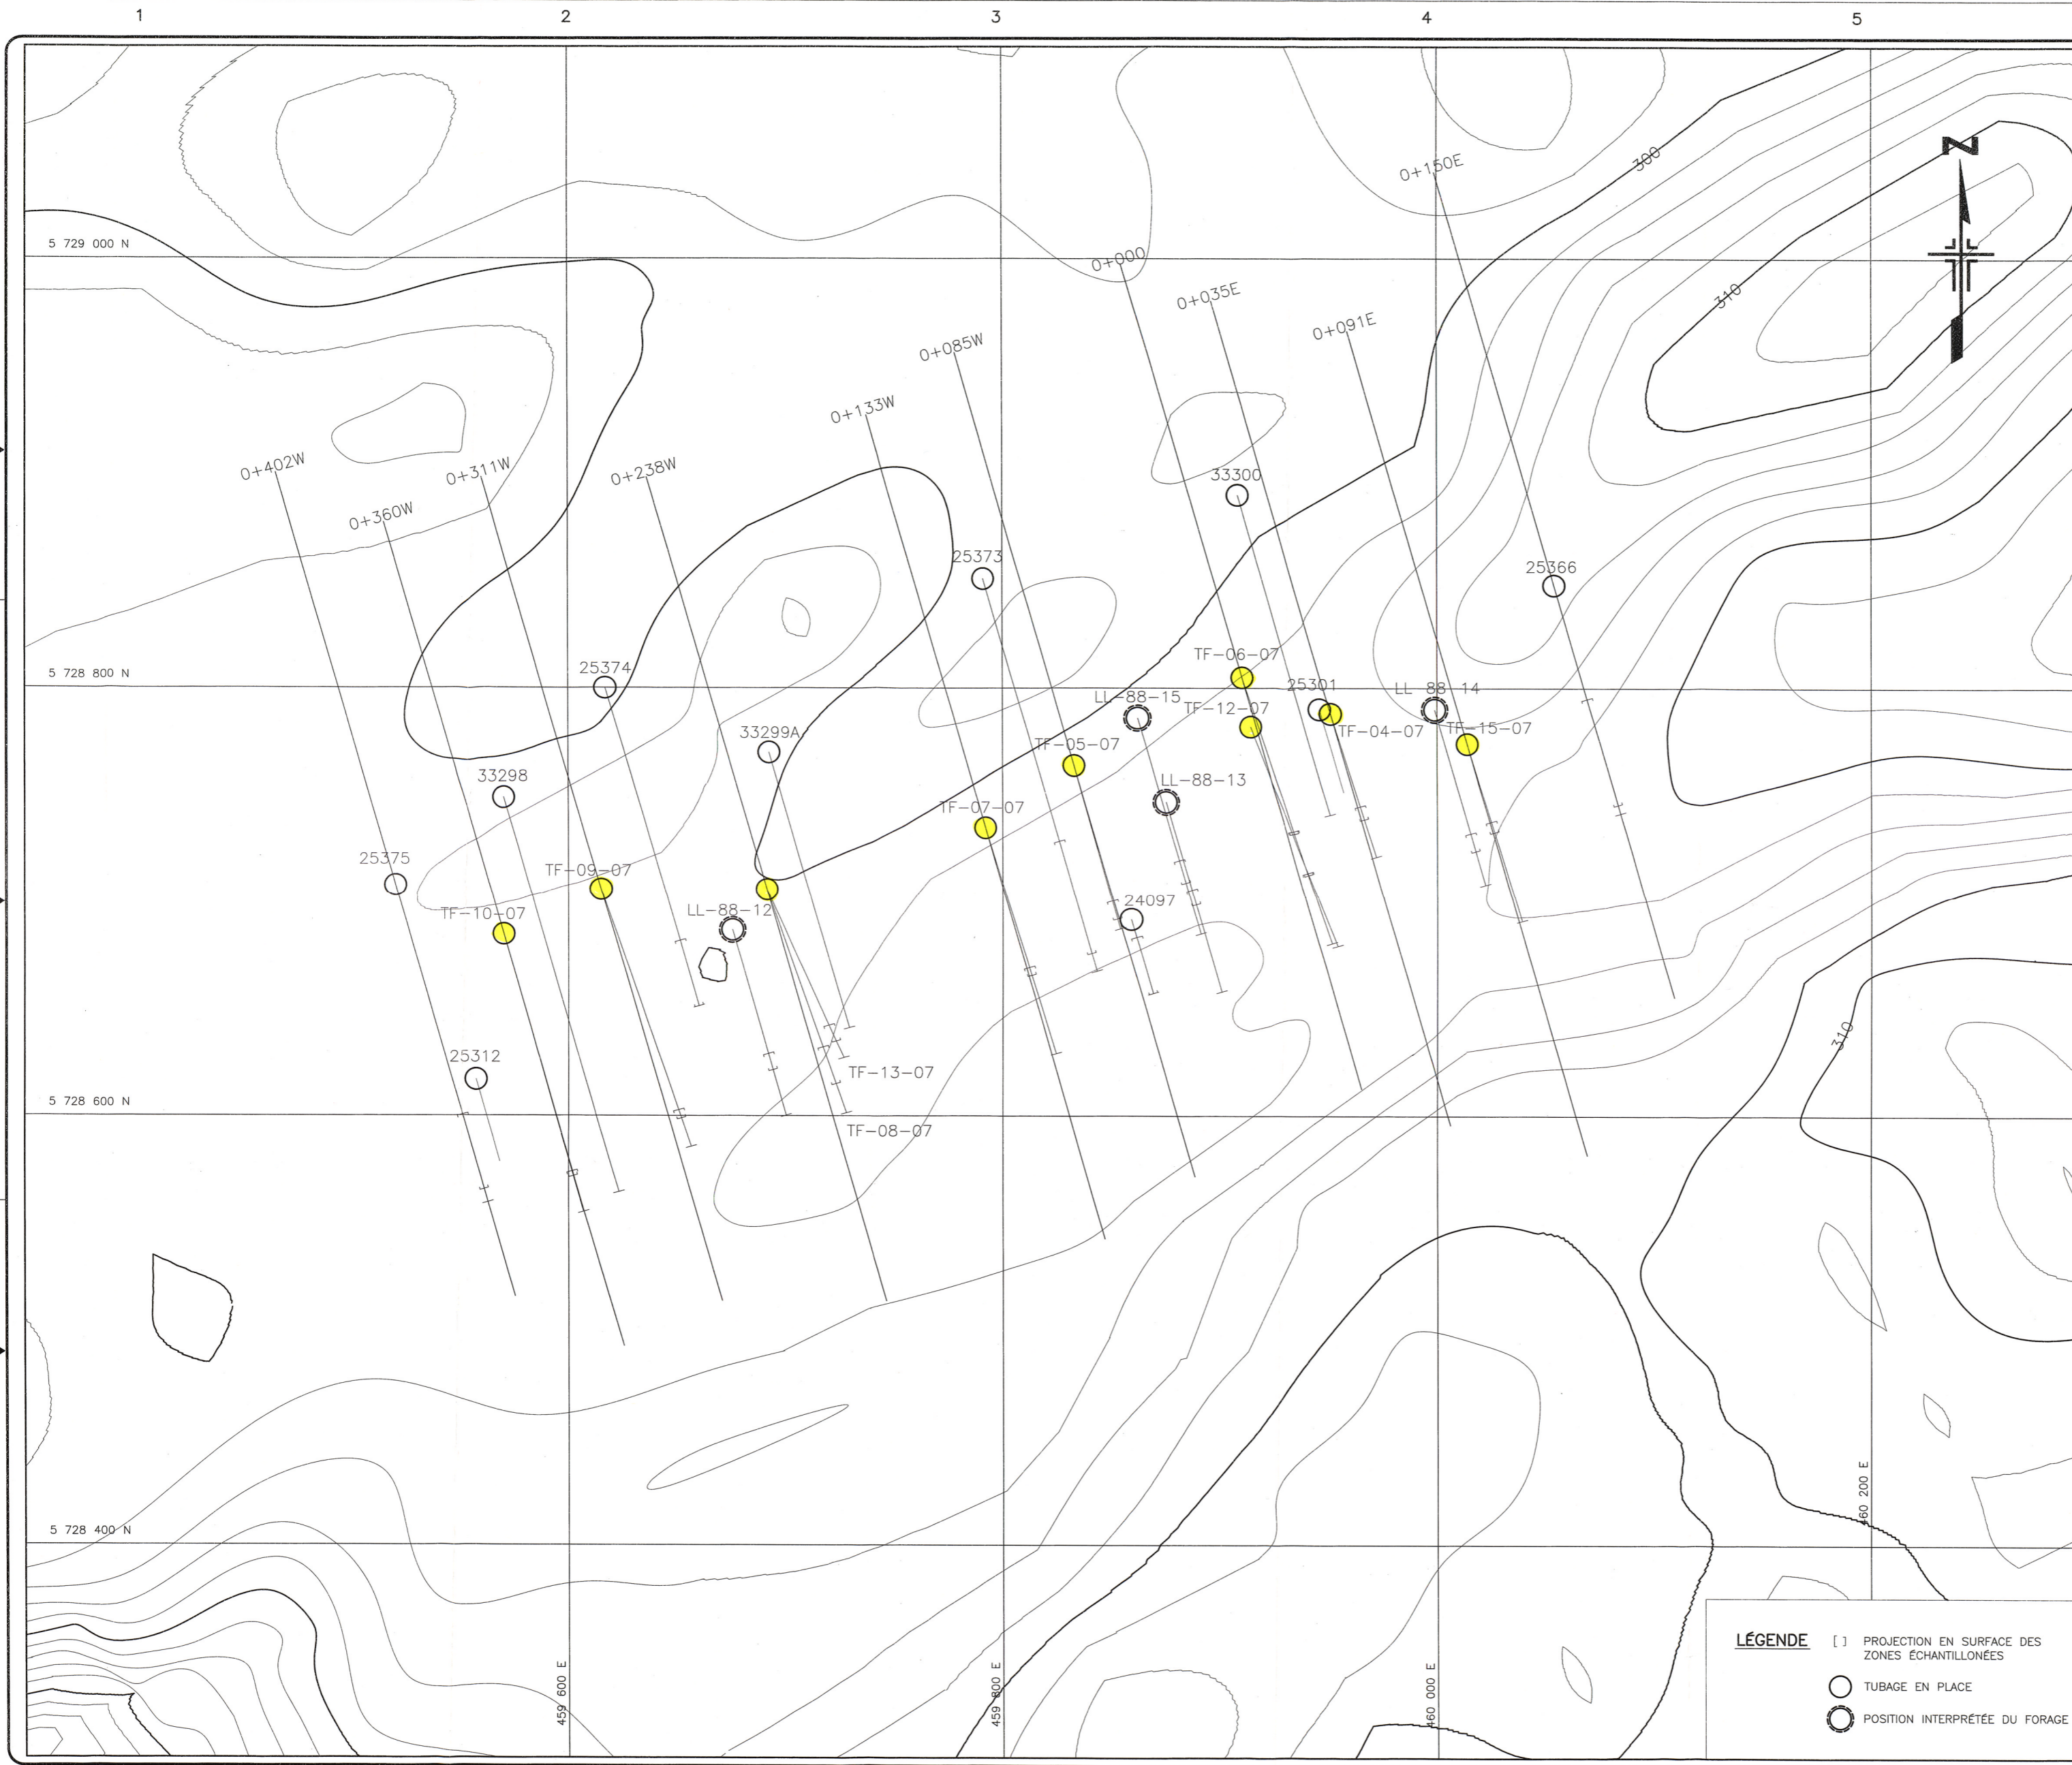 1
2
3
4
5
N
0+150E
300
5 729 000 N
0+000
0+035E
310
0+091E
0+085W
0+133W
0+402W
0+311W
0+238W
0+360W
33300
25373
25366
5 728 800 N
25374
TF-06-07
25301
LL-88-14
LL-88-15
TF-12-07
TF-04-07
TF-15-07
33299A
TF-05-07
33298
LL-88-13
TF-07-07
25375
TF-09-07
TF-10-07
LL-88-12
24097
310
25312
TF-13-07
5 728 600 N
TF-08-07
460 200 E
5 728 400 N
459 600 E
459 800 E
460 000 E
LÉGENDE
[ ] PROJECTION EN SURFACE DES
ZONES ÉCHANTILLONÉES
TUBAGE EN PLACE
POSITION INTERPRÉTÉE DU FORAGE